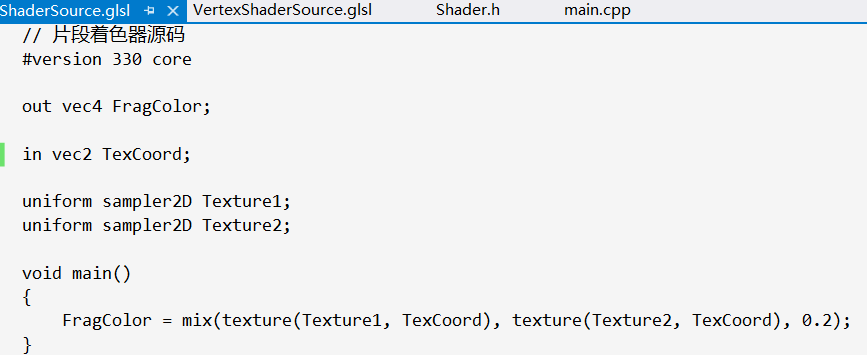 ShaderSource.glsl VertexShaderSource.glsl Shader.h main.cpp
// 片段着色器源码
#version 330 core
out vec4 FragColor;
in vec2 TexCoord;
uniform sampler2D Texture1;
uniform sampler2D Texture2;
void main()
{
FragColor = mix(texture(Texture1, TexCoord), texture(Texture2, TexCoord), 0.2);
}